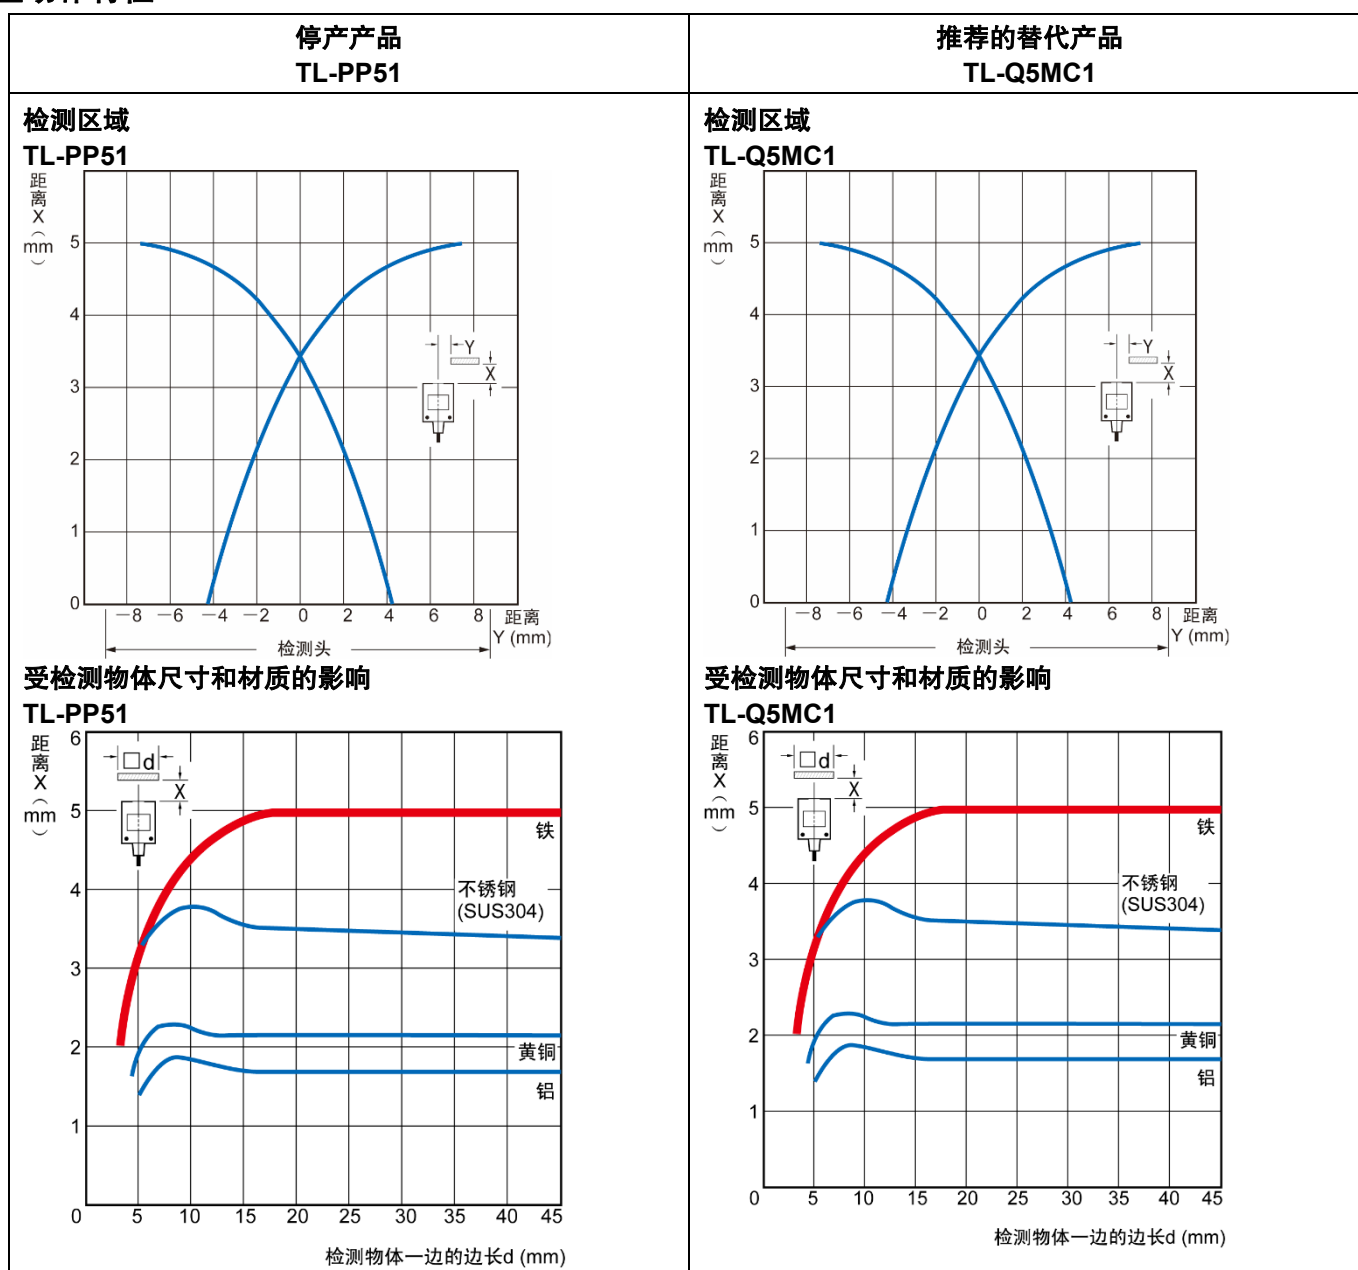 停产产品
TL-PP51
推荐的替代产品
TL-Q5MC1
检测区域
TL-PP51
距离X(mm)
5
4
3
2
1
0
Y
X
-8 -6 -4 -2 0 2 4 6 8 距离
Y (mm)
检测头
受检测物体尺寸和材质的影响
TL-PP51
距离X(mm)
6
5
4
3
2
1
□d
X
铁
不锈钢
(SUS304)
黄铜
铝
0 5 10 15 20 25 30 35 40 45
检测物体一边的边长d (mm)
检测区域
TL-Q5MC1
距离X(mm)
5
4
3
2
1
0
Y
X
-8 -6 -4 -2 0 2 4 6 8 距离
Y (mm)
检测头
受检测物体尺寸和材质的影响
TL-Q5MC1
距离X(mm)
6
5
4
3
2
1
□d
X
铁
不锈钢
(SUS304)
黄铜
铝
0 5 10 15 20 25 30 35 40 45
检测物体一边的边长d (mm)